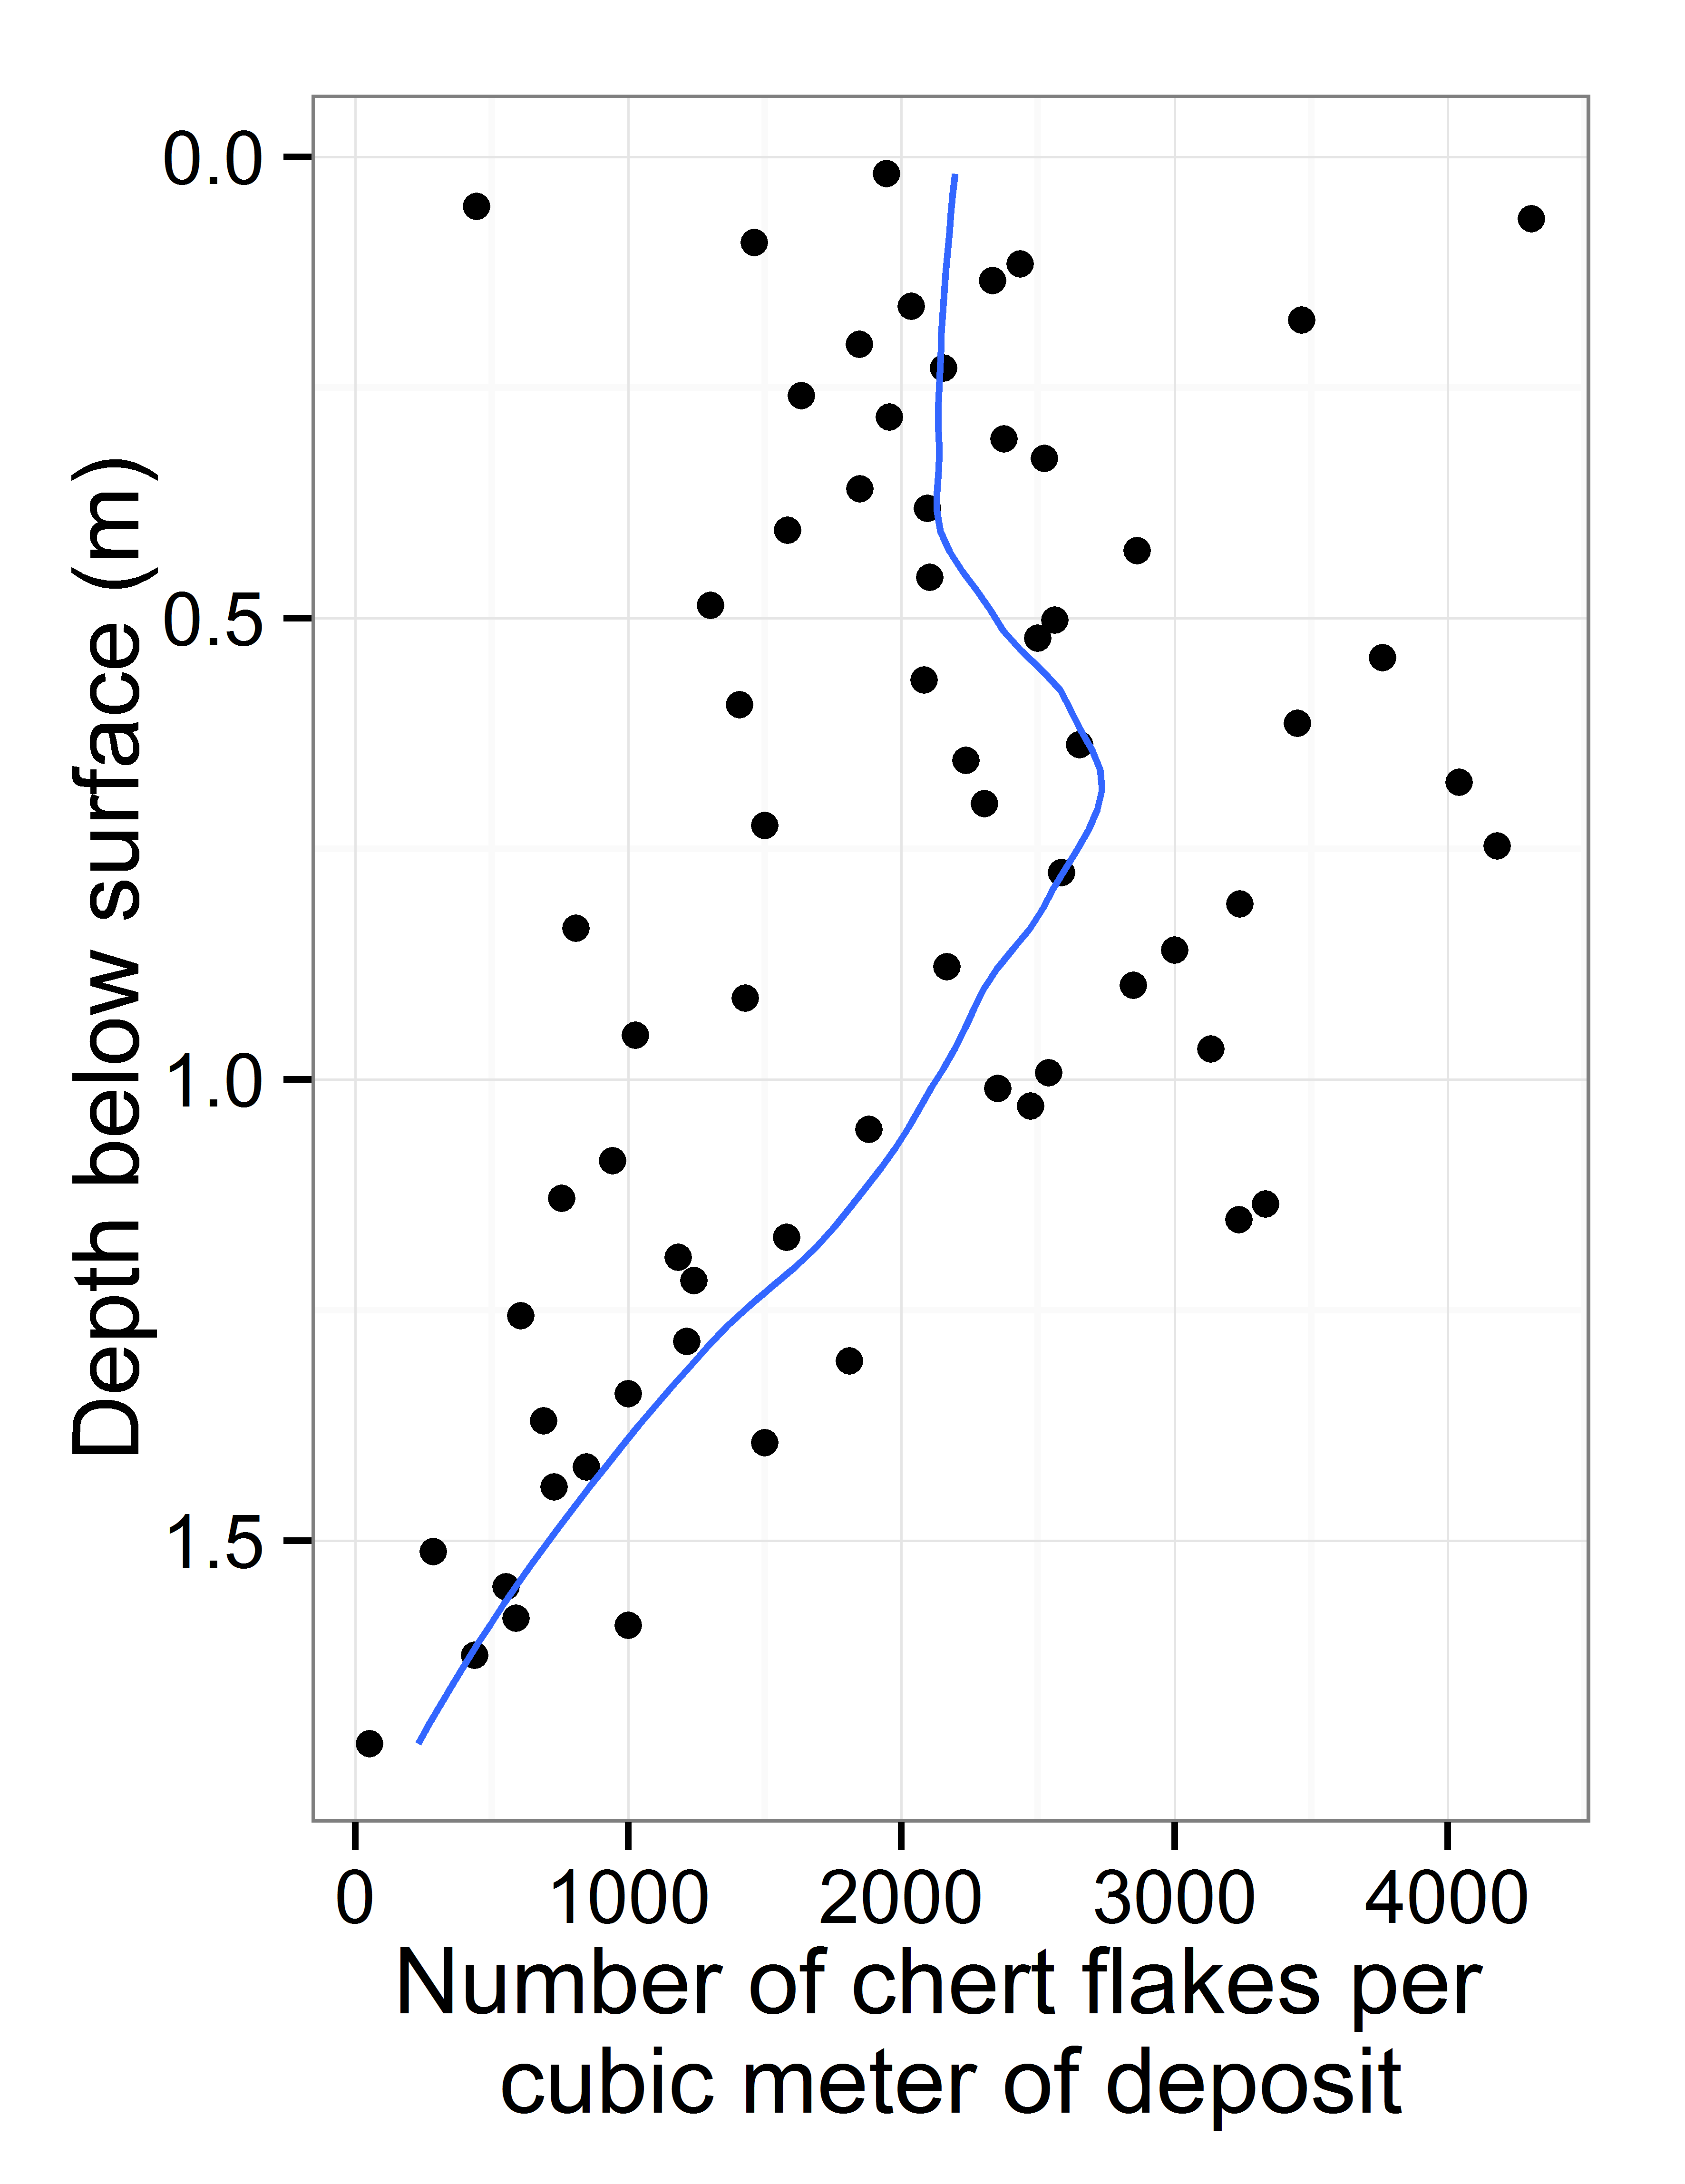 Depth below surface (m)
0.0
0.5
1.0
1.5
0 1000 2000 3000 4000
Number of chert flakes per
cubic meter of deposit